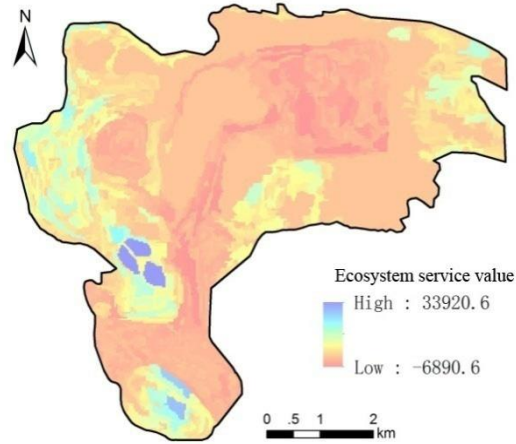 N
Ecosystem service value
High : 33920.6
Low : -6890.6
0 .5 1 2
km